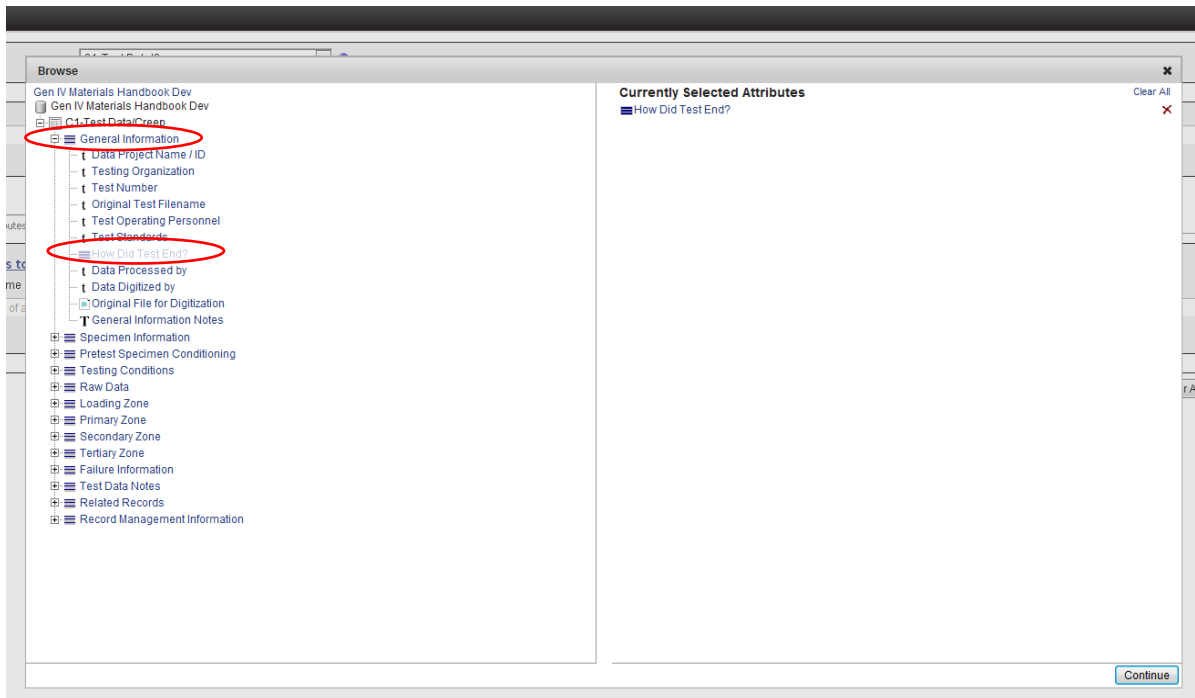 Browse
Gen IV Materials Handbook Dev
Gen IV Materials Handbook Dev
C1-Test Data/Creep
General Information
t Data Project Name / ID
t Testing Organization
t Test Number
t Original Test Filename
t Test Operating Personnel
t Test Standards
How Did Test End?
t Data Processed by
t Data Digitized by
Original File for Digitization
T General Information Notes
Specimen Information
Pretest Specimen Conditioning
Testing Conditions
Raw Data
Loading Zone
Primary Zone
Secondary Zone
Tertiary Zone
Failure Information
Test Data Notes
Related Records
Record Management Information
Currently Selected Attributes
Clear All
How Did Test End?
Continue